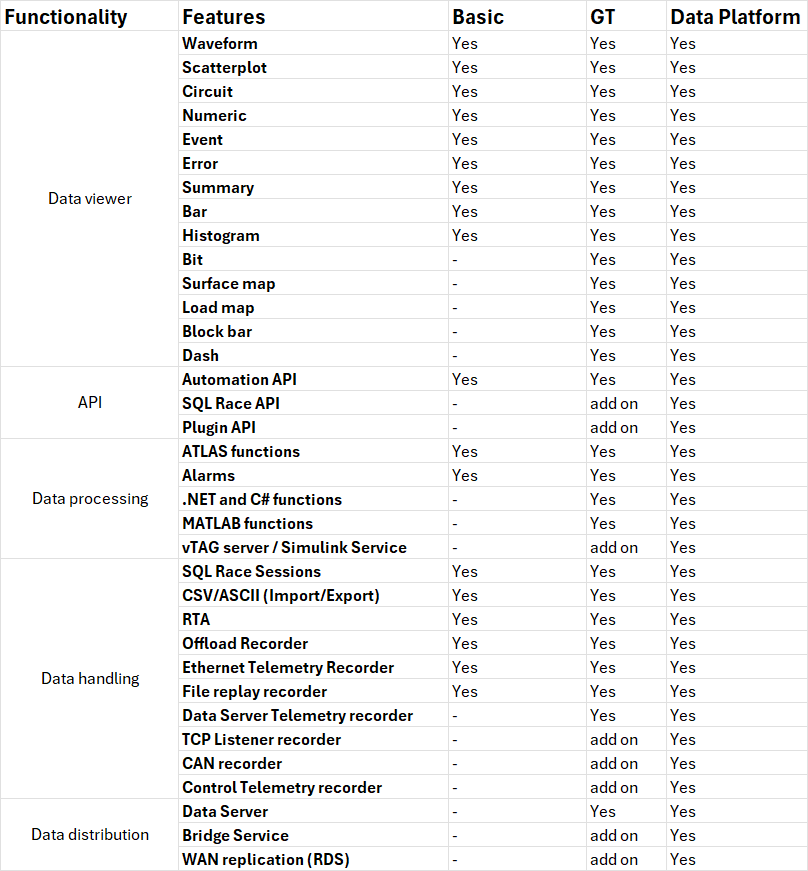 Functionality Features Basic GT Data Platform
Waveform Yes Yes Yes
Scatterplot Yes Yes Yes
Circuit Yes Yes Yes
Numeric Yes Yes Yes
Event Yes Yes Yes
Error Yes Yes Yes
Data viewer Summary Yes Yes Yes
Bar Yes Yes Yes
Histogram Yes Yes Yes
Bit - Yes Yes
Surface map - Yes Yes
Load map - Yes Yes
Block bar - Yes Yes
Dash - Yes Yes
Automation API Yes Yes Yes
API SQL Race API - add on Yes
Plugin API - add on Yes
ATLAS functions Yes Yes Yes
Alarms Yes Yes Yes
Data processing .NET and C# functions - Yes Yes
MATLAB functions - Yes Yes
vTAG server / Simulink Service - add on Yes
SQL Race Sessions Yes Yes Yes
CSV/ASCII (Import/Export) Yes Yes Yes
RTA Yes Yes Yes
Offload Recorder Yes Yes Yes
Data handling Ethernet Telemetry Recorder Yes Yes Yes
File replay recorder Yes Yes Yes
Data Server Telemetry recorder - Yes Yes
TCP Listener recorder - add on Yes
CAN recorder - add on Yes
Control Telemetry recorder - add on Yes
Data Server - Yes Yes
Data distribution Bridge Service - add on Yes
WAN replication (RDS) - add on Yes